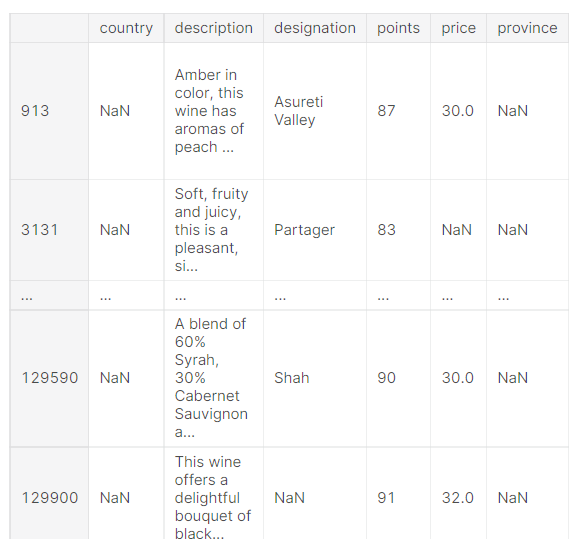 country description designation points price province
913 NaN Amber in color, this wine has aromas of peach ... Asureti Valley 87 30.0 NaN
3131 NaN Soft, fruity and juicy, this is a pleasant, si... Partager 83 NaN NaN
... ... ... ... ... ... ...
129590 NaN A blend of 60% Syrah, 30% Cabernet Sauvignon a... Shah 90 30.0 NaN
129900 NaN This wine offers a delightful bouquet of black... NaN 91 32.0 NaN